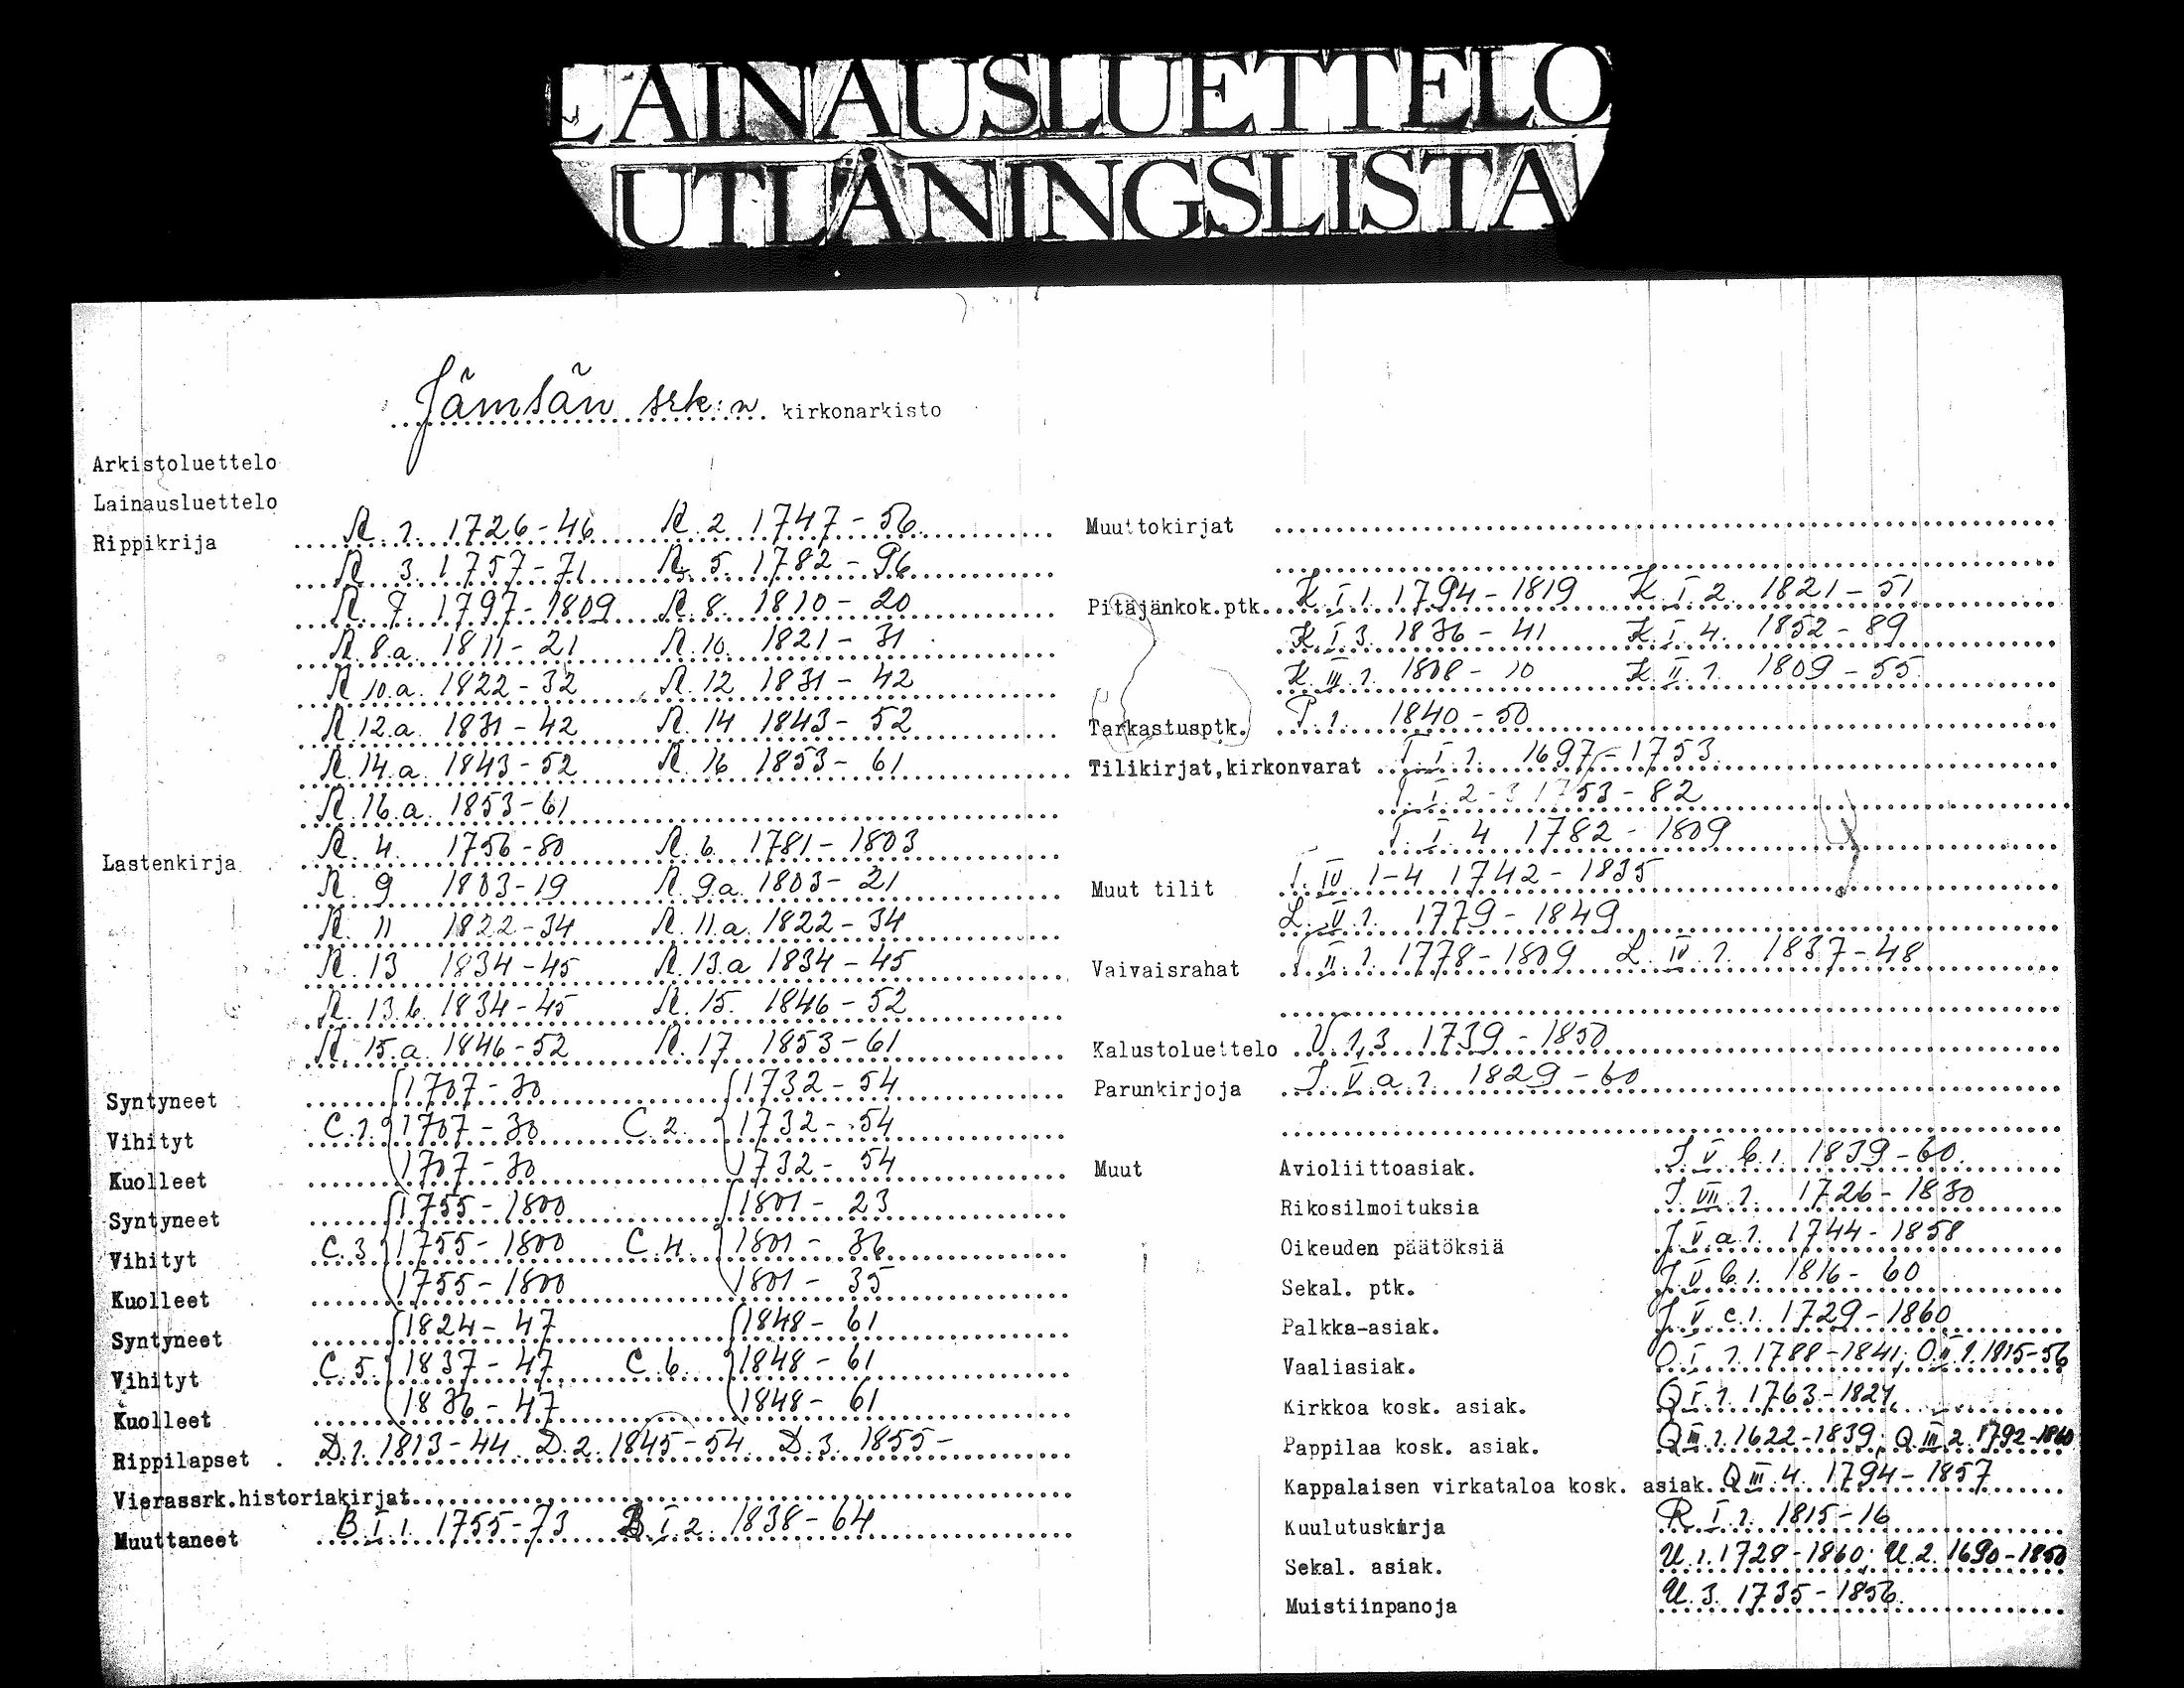 LAINAUSLUETTELO
UTLÅNINGSLISTA
Jämsän srk:n kirkonarkisto
Arkistoluettelo
Lainausluettelo
Rippikrija R. 1. 1726-46 R. 2 1747-56
R. 3. 1757-71 R. 5. 1782-96
R. 7. 1797-1809 R. 8. 1810-20
R. 8.a. 1811-21 R. 10. 1821-31
R. 10.a. 1822-32 R. 12 1831-42
R. 12.a. 1831-42 R. 14 1843-52
R. 14.a. 1843-52 R. 16 1853-61
R. 16.a. 1853-61
Lastenkirja R. 4. 1756-80 R. 6. 1781-1803
R. 9 1803-19 R. 9.a. 1803-21
R. 11 1822-34 R. 11.a. 1822-34
R. 13 1834-45 R. 13.a 1834-45
R. 13.b. 1834-45 R. 15. 1846-52
R. 15.a. 1846-52 R. 17 1853-61
Syntyneet 1707-30 1732-54
Vihityt C.1. 1707-30 C.2. 1732-54
Kuolleet 1707-30 1732-54
Syntyneet 1755-1800 1801-23
Vihityt C.3 1755-1800 C.4. 1801-36
Kuolleet 1755-1800 1801-35
Syntyneet 1824-47 1848-61
Vihityt C.5. 1837-47 C.6. 1848-61
Kuolleet 1836-47 1848-61
Rippilapset D.1. 1813-44. D.2. 1845-54. D.3. 1855-
Vierassrk.historiakirjat
Muuttaneet B.I.1. 1755-73 B.I.2. 1838-64
Muuttokirjat
Pitäjänkok.ptk. K.I.1. 1794-1819 K.I.2. 1821-51
K.I.3. 1836-41 K.I.4. 1852-89
K.III.1. 1808-10 K.II.1. 1809-55
Tarkastusptk. P.1. 1840-50
Tilikirjat,kirkonvarat T.I.1. 1697-1753
T.I.2-3 1753-82
T.I.4 1782-1809
Muut tilit T.IV 1-4 1742-1835
L.V.1. 1779-1849
Vaivaisrahat T.II.1. 1778-1809 L.IV.1. 1837-48
Kalustoluettelo U.1,3 1739-1850
Parunkirjoja I.V.a.1. 1829-60
Muut Avioliittoasiak. I.V.b.1. 1839-60.
Rikosilmoituksia I.VII.1. 1726-1830
Oikeuden päätöksiä J.V.a.1. 1744-1858
Sekal. ptk. J.V.b.1. 1816-60
Palkka-asiak. J.V.c.1. 1729-1860
Vaaliasiak. O.I.1. 1788-1841; O.II.1. 1815-56
Kirkkoa kosk. asiak. Q.I.1. 1763-1824
Pappilaa kosk. asiak. Q.III.1. 1622-1839; Q.III.2. 1792-1860
Kappalaisen virkataloa kosk. asiak. Q.III.4. 1794-1857
Kuulutuskirja R.I.1. 1815-16
Sekal. asiak. U.1. 1728-1860; U.2. 1690-1850
Muistiinpanoja U.3. 1735-1856.